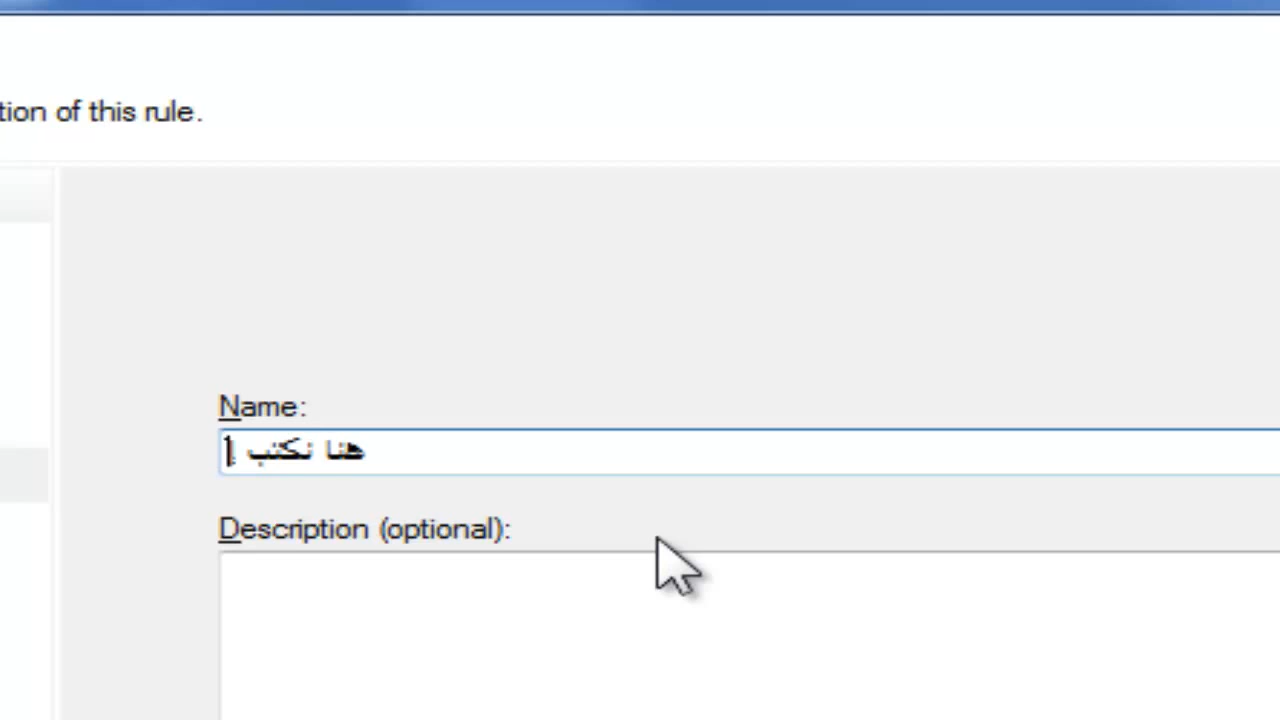 tion of this rule.
Name:
هنا نكتب إ
Description (optional):